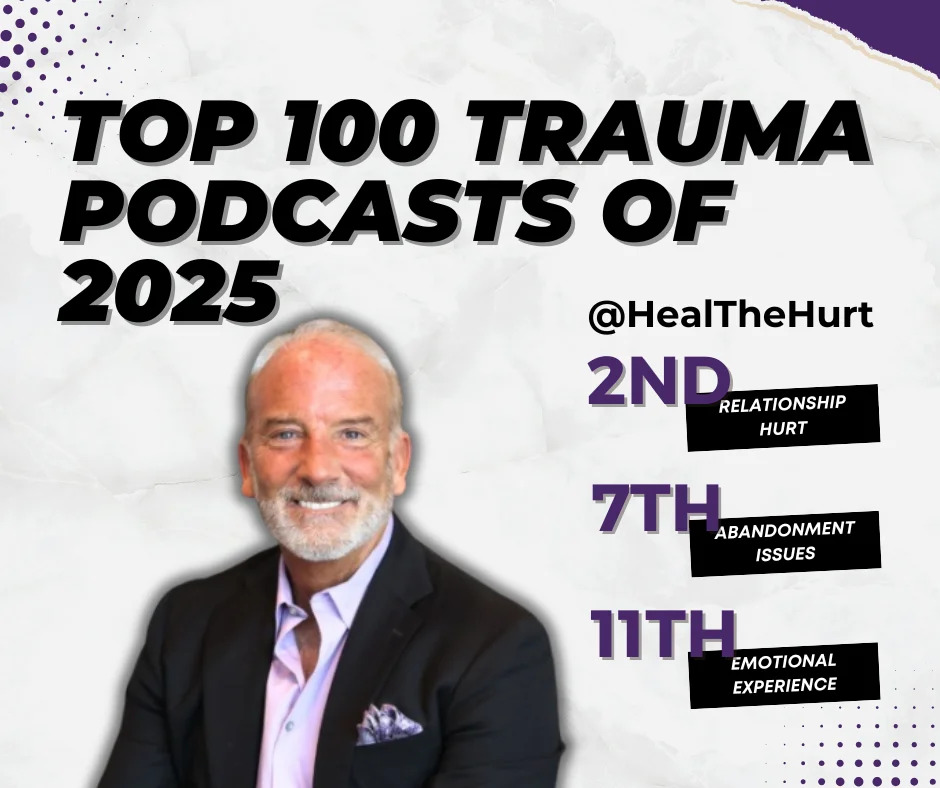 TOP 100 TRAUMA
PODCASTS OF
2025
@HealTheHurt
2ND
RELATIONSHIP
HURT
7TH
ABANDONMENT
ISSUES
11TH
EMOTIONAL
EXPERIENCE